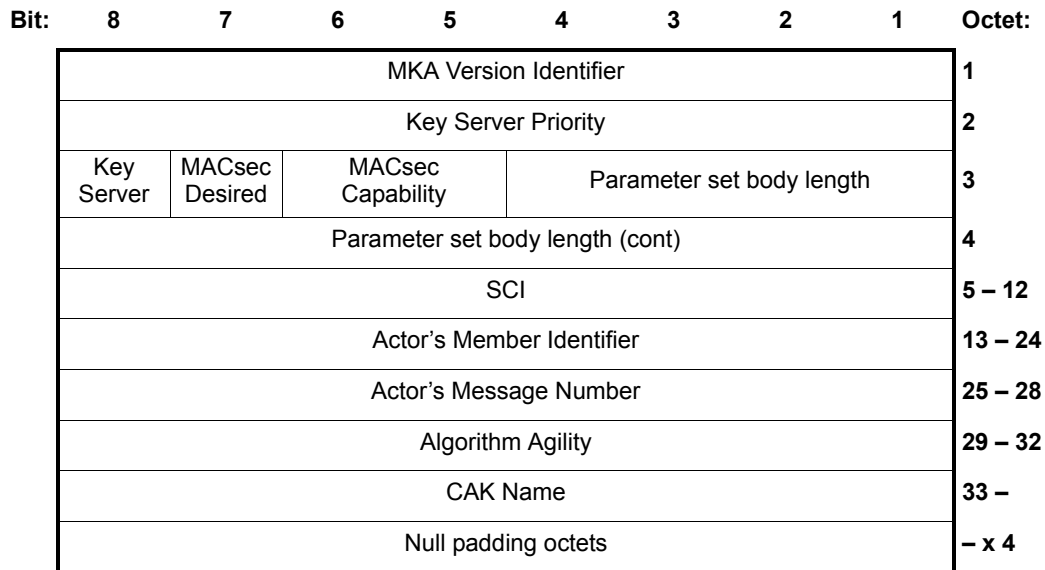 Bit: 8 7 6 5 4 3 2 1 Octet:
MKA Version Identifier 1
Key Server Priority 2
Key Server MACsec Desired MACsec Capability Parameter set body length 3
Parameter set body length (cont) 4
SCI 5 – 12
Actor’s Member Identifier 13 – 24
Actor’s Message Number 25 – 28
Algorithm Agility 29 – 32
CAK Name 33 –
Null padding octets – x 4